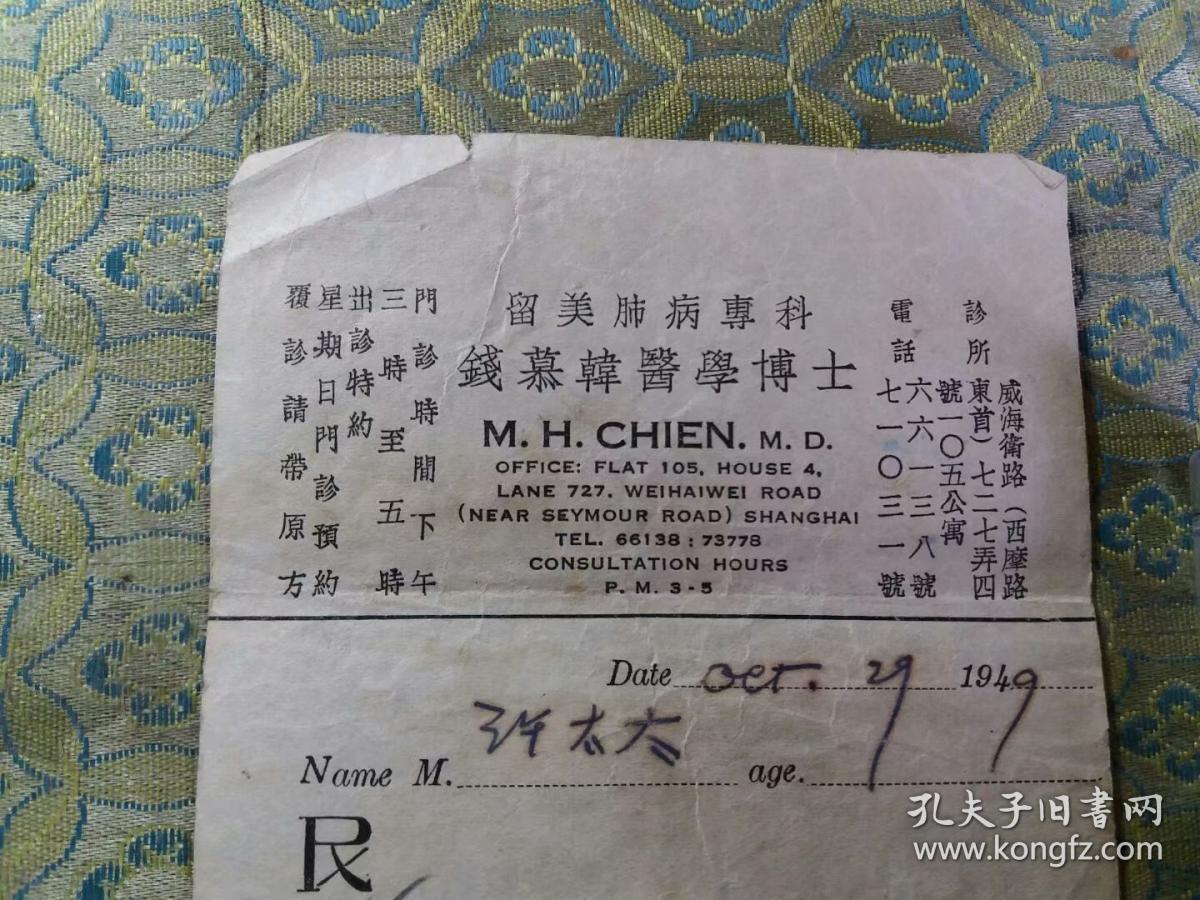 留美肺病專科
錢慕韓醫學博士
M. H. CHIEN. M. D.
OFFICE: FLAT 105, HOUSE 4,
LANE 727, WEIHAIWEI ROAD
(NEAR SEYMOUR ROAD) SHANGHAI
TEL. 66138 : 73778
CONSULTATION HOURS
P. M. 3-5
診所
威海衛路（西摩路
東首）七二七弄四
號一〇五公寓
電話
六六一三八號
七一〇三一號
門診時間下午
三時至五時
出診特約
星期日門診預約
覆診請帶原方
Date Oct. 29 1949
Name M. 許太太 age.
℞
孔夫子旧书网
www.kongfz.com